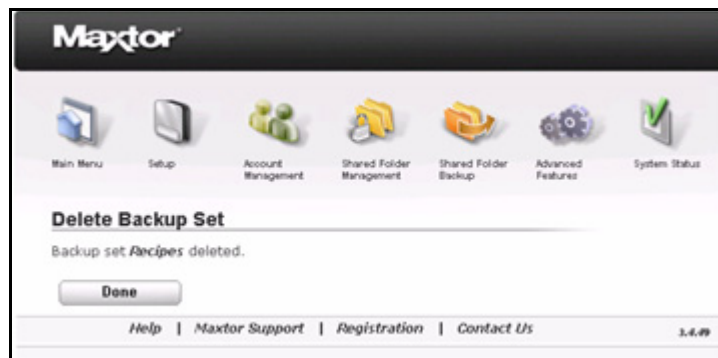 Maxtor
Main Menu
Setup
Account Management
Shared Folder Management
Shared Folder Backup
Advanced Features
System Status
Delete Backup Set
Backup set Recipes deleted.
Done
Help | Maxtor Support | Registration | Contact Us
3.4.49